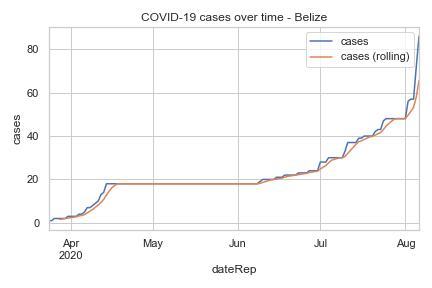 COVID-19 cases over time - Belize
cases
cases (rolling)
80
60
40
20
0
cases
Apr
2020
May
Jun
Jul
Aug
dateRep